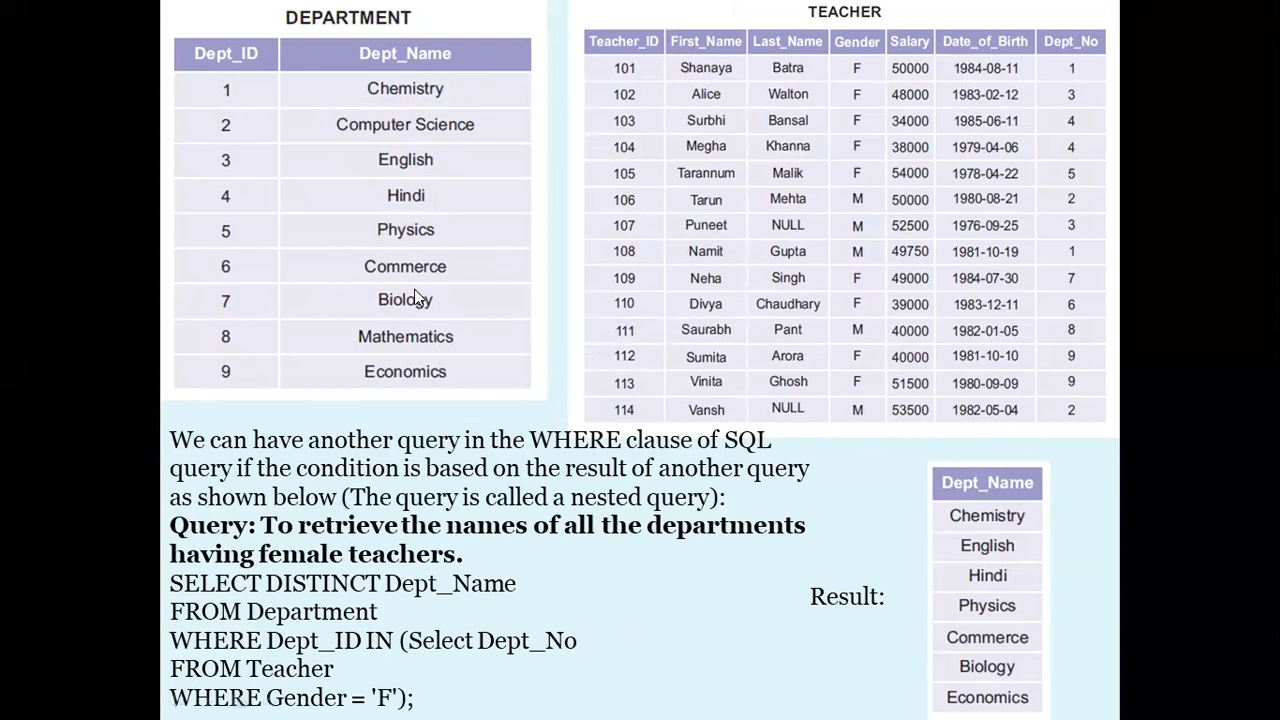 DEPARTMENT
Dept_ID Dept_Name
1 Chemistry
2 Computer Science
3 English
4 Hindi
5 Physics
6 Commerce
7 Biology
8 Mathematics
9 Economics
TEACHER
Teacher_ID First_Name Last_Name Gender Salary Date_of_Birth Dept_No
101 Shanaya Batra F 50000 1984-08-11 1
102 Alice Walton F 48000 1983-02-12 3
103 Surbhi Bansal F 34000 1985-06-11 4
104 Megha Khanna F 38000 1979-04-06 4
105 Tarannum Malik F 54000 1978-04-22 5
106 Tarun Mehta M 50000 1980-08-21 2
107 Puneet NULL M 52500 1976-09-25 3
108 Namit Gupta M 49750 1981-10-19 1
109 Neha Singh F 49000 1984-07-30 7
110 Divya Chaudhary F 39000 1983-12-11 6
111 Saurabh Pant M 40000 1982-01-05 8
112 Sumita Arora F 40000 1981-10-10 9
113 Vinita Ghosh F 51500 1980-09-09 9
114 Vansh NULL M 53500 1982-05-04 2
We can have another query in the WHERE clause of SQL
query if the condition is based on the result of another query
as shown below (The query is called a nested query):
Query: To retrieve the names of all the departments
having female teachers.
SELECT DISTINCT Dept_Name
FROM Department
WHERE Dept_ID IN (Select Dept_No
FROM Teacher
WHERE Gender = 'F');
Result:
Dept_Name
Chemistry
English
Hindi
Physics
Commerce
Biology
Economics